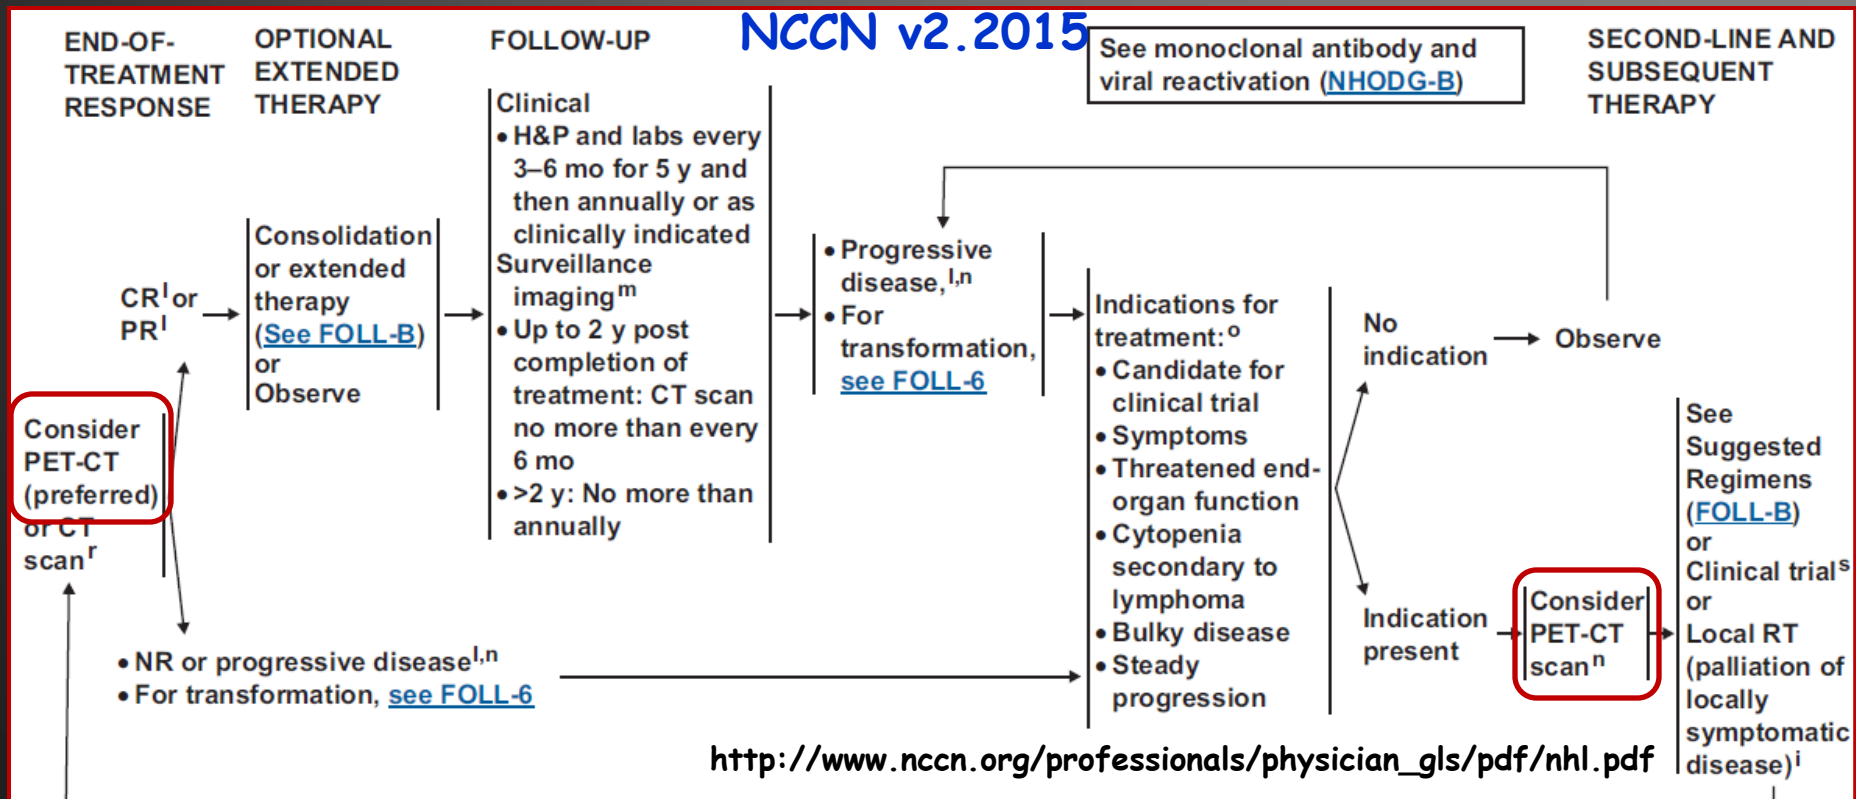 NCCN v2.2015
END-OF-
TREATMENT
RESPONSE
OPTIONAL
EXTENDED
THERAPY
FOLLOW-UP
See monoclonal antibody and
viral reactivation (NHODG-B)
SECOND-LINE AND
SUBSEQUENT
THERAPY
Consider
PET-CT
(preferred)
or CT
scanr
CRl or
PRl
Consolidation
or extended
therapy
(See FOLL-B)
or
Observe
Clinical
• H&P and labs every
3–6 mo for 5 y and
then annually or as
clinically indicated
Surveillance
imagingm
• Up to 2 y post
completion of
treatment: CT scan
no more than every
6 mo
• >2 y: No more than
annually
• Progressive
disease,l,n
• For
transformation,
see FOLL-6
• NR or progressive diseasel,n
• For transformation, see FOLL-6
Indications for
treatment:o
• Candidate for
clinical trial
• Symptoms
• Threatened end-
organ function
• Cytopenia
secondary to
lymphoma
• Bulky disease
• Steady
progression
No
indication
Observe
Indication
present
Consider
PET-CT
scann
See
Suggested
Regimens
(FOLL-B)
or
Clinical trials
or
Local RT
(palliation of
locally
symptomatic
disease)i
http://www.nccn.org/professionals/physician_gls/pdf/nhl.pdf